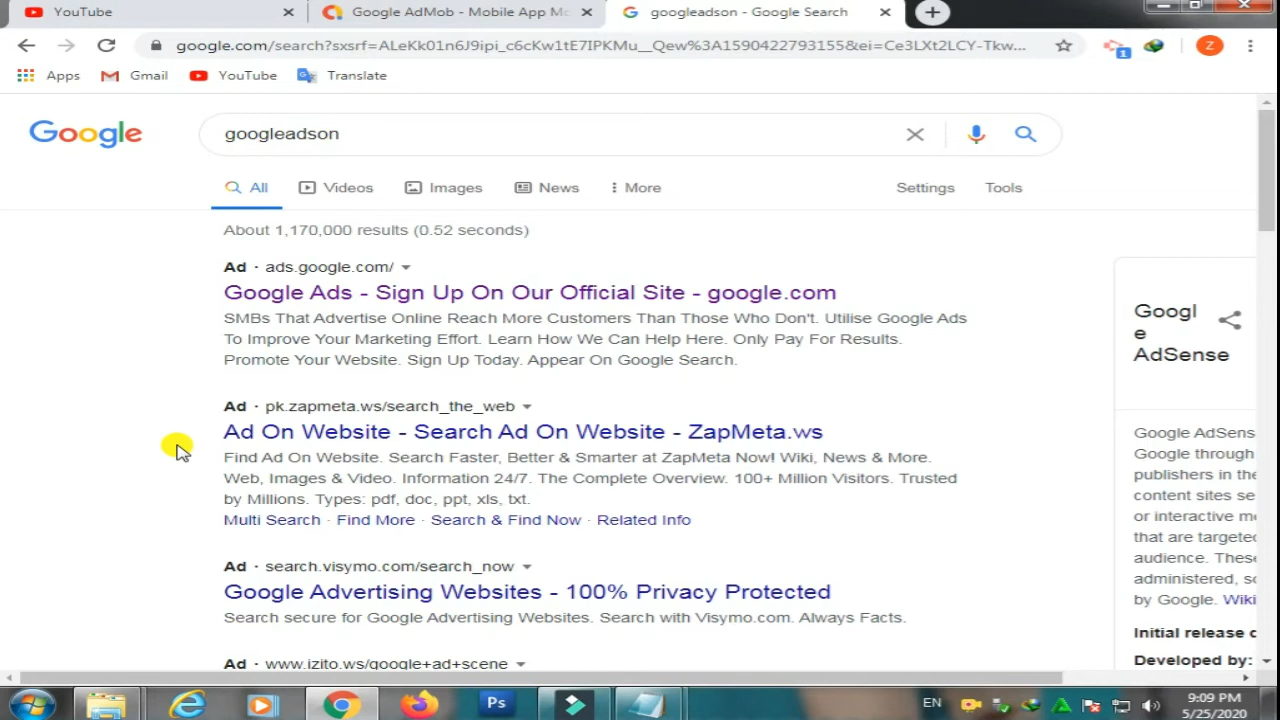 YouTube
Google AdMob - Mobile App Mo
googleadson - Google Search
google.com/search?sxsrf=ALeKk01n6J9ipi_c6cKw1tE7IPKMu__Qew%3A1590422793155&ei=Ce3LXt2LCY-Tkw...
1
Z
Apps
Gmail
YouTube
Translate
Google
googleadson
All
Videos
Images
News
More
Settings
Tools
About 1,170,000 results (0.52 seconds)
Ad · ads.google.com/
Google Ads - Sign Up On Our Official Site - google.com
SMBs That Advertise Online Reach More Customers Than Those Who Don't. Utilise Google Ads
To Improve Your Marketing Effort. Learn How We Can Help Here. Only Pay For Results.
Promote Your Website. Sign Up Today. Appear On Google Search.
Ad · pk.zapmeta.ws/search_the_web
Ad On Website - Search Ad On Website - ZapMeta.ws
Find Ad On Website. Search Faster, Better & Smarter at ZapMeta Now! Wiki, News & More.
Web, Images & Video. Information 24/7. The Complete Overview. 100+ Million Visitors. Trusted
by Millions. Types: pdf, doc, ppt, xls, txt.
Multi Search · Find More · Search & Find Now · Related Info
Ad · search.visymo.com/search_now
Google Advertising Websites - 100% Privacy Protected
Search secure for Google Advertising Websites. Search with Visymo.com. Always Facts.
Ad · www.izito.ws/google+ad+scene
Googl
e
AdSense
Google AdSens
Google through
publishers in the
content sites se
or interactive me
that are targeted
audience. These
administered, so
by Google. Wiki
Initial release d
Developed by:
Ps
EN
9:09 PM
5/25/2020